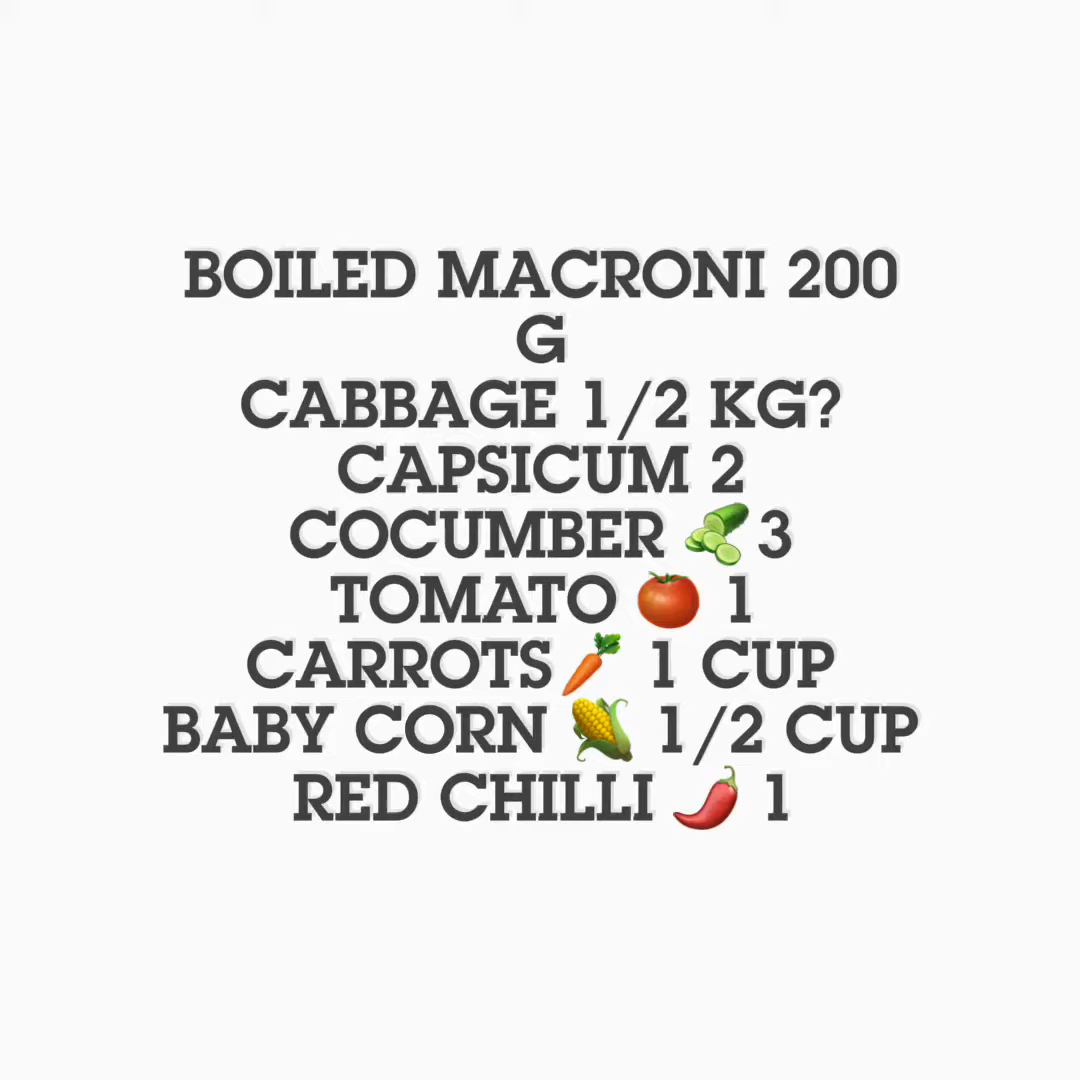 BOILED MACRONI 200
G
CABBAGE 1/2 KG?
CAPSICUM 2
COCUMBER 🥒 3
TOMATO 🍅 1
CARROTS🥕 1 CUP
BABY CORN 🌽 1/2 CUP
RED CHILLI 🌶️ 1